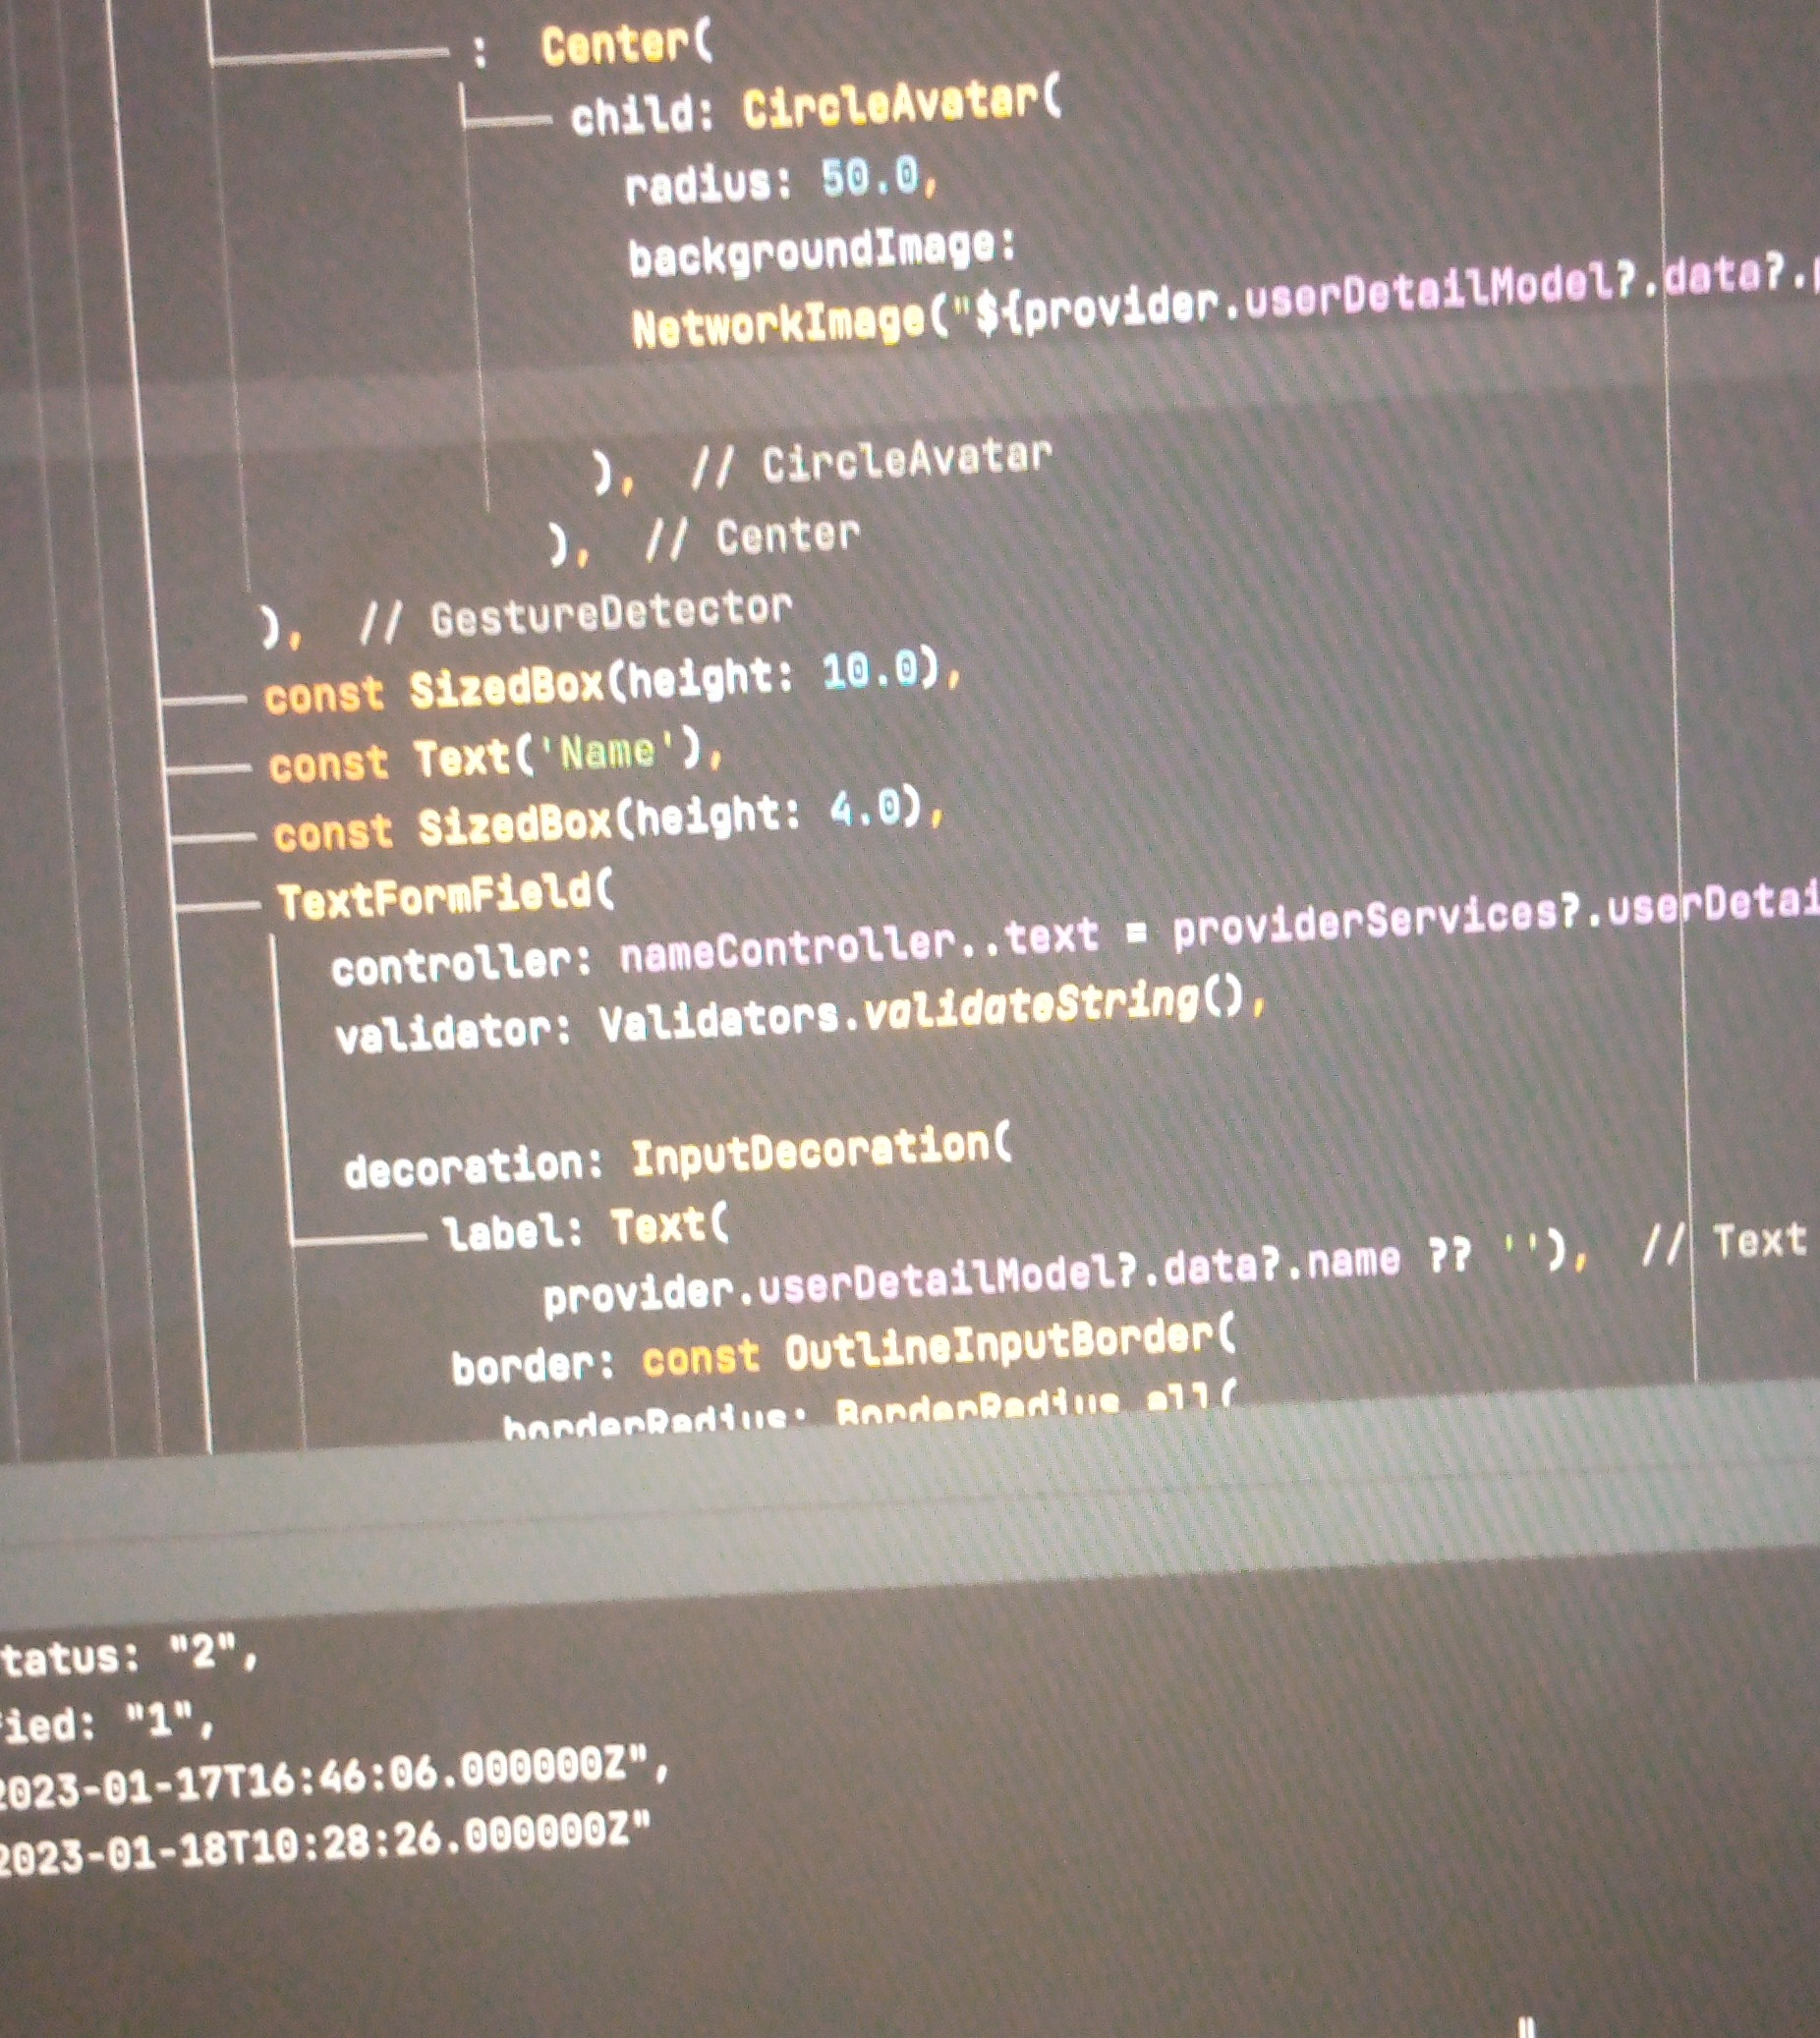 : Center(
child: CircleAvatar(
radius: 50.0,
backgroundImage:
NetworkImage("${provider.userDetailModel?.data?.
), // CircleAvatar
), // Center
), // GestureDetector
const SizedBox(height: 10.0),
const Text('Name'),
const SizedBox(height: 4.0),
TextFormField(
controller: nameController..text = providerServices?.userDetai
validator: Validators.validateString(),
decoration: InputDecoration(
label: Text(
provider.userDetailModel?.data?.name ?? ''), // Text
border: const OutlineInputBorder(
borderRadius: BorderRadius.all(
tatus: "2",
ied: "1",
2023-01-17T16:46:06.000000Z",
2023-01-18T10:28:26.000000Z"